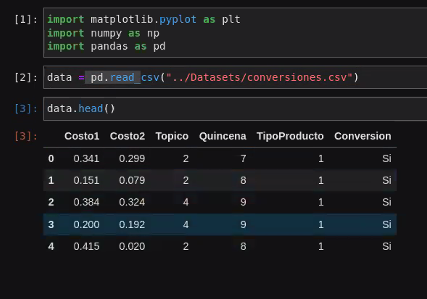 [1]: import matplotlib.pyplot as plt
import numpy as np
import pandas as pd
[2]: data = pd.read_csv("../Datasets/conversiones.csv")
[3]: data.head()
[3]: Costo1 Costo2 Topico Quincena TipoProducto Conversion
0 0.341 0.299 2 7 1 Si
1 0.151 0.079 2 8 1 Si
2 0.384 0.324 4 9 1 Si
3 0.200 0.192 4 9 1 Si
4 0.415 0.020 2 8 1 Si